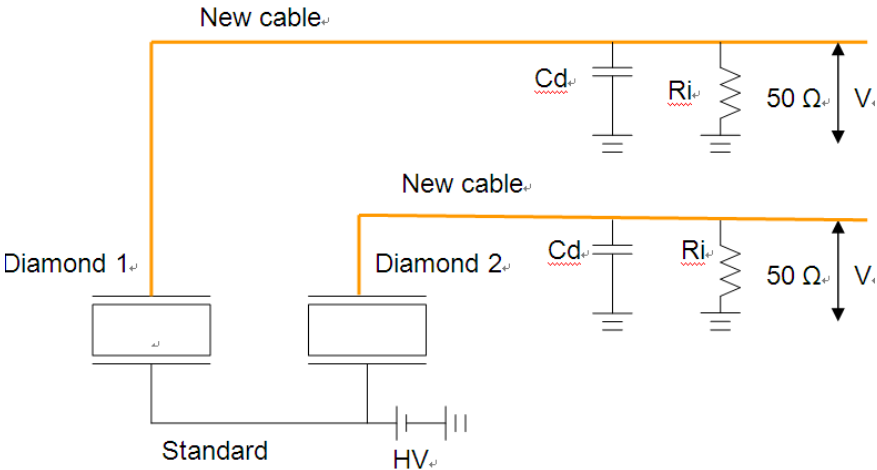 New cable
Cd
Ri
50 Ω
V
New cable
Diamond 1
Diamond 2
Cd
Ri
50 Ω
V
Standard
HV